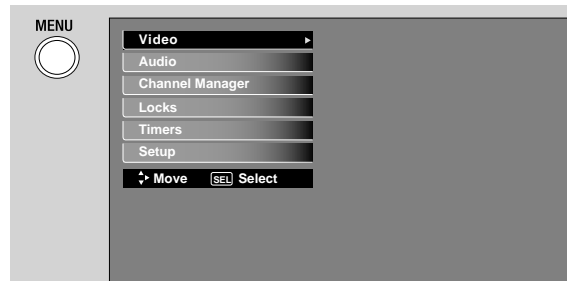 MENU
Video
Audio
Channel Manager
Locks
Timers
Setup
Move SEL Select